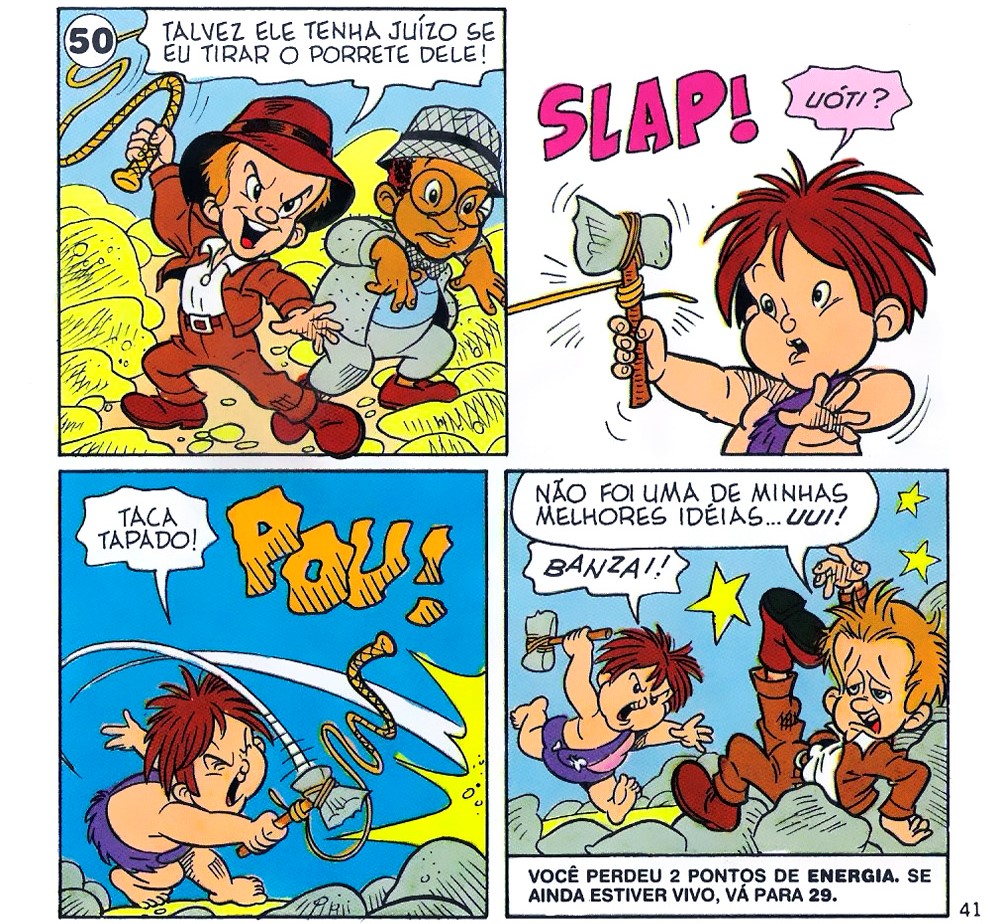 50
TALVEZ ELE TENHA JUÍZO SE
EU TIRAR O PORRETE DELE!
SLAP!
UÓTI?
TACA
TAPADO!
POU!
NÃO FOI UMA DE MINHAS
MELHORES IDÉIAS... UUI!
BANZAI!
VOCÊ PERDEU 2 PONTOS DE ENERGIA. SE
AINDA ESTIVER VIVO, VÁ PARA 29.
41